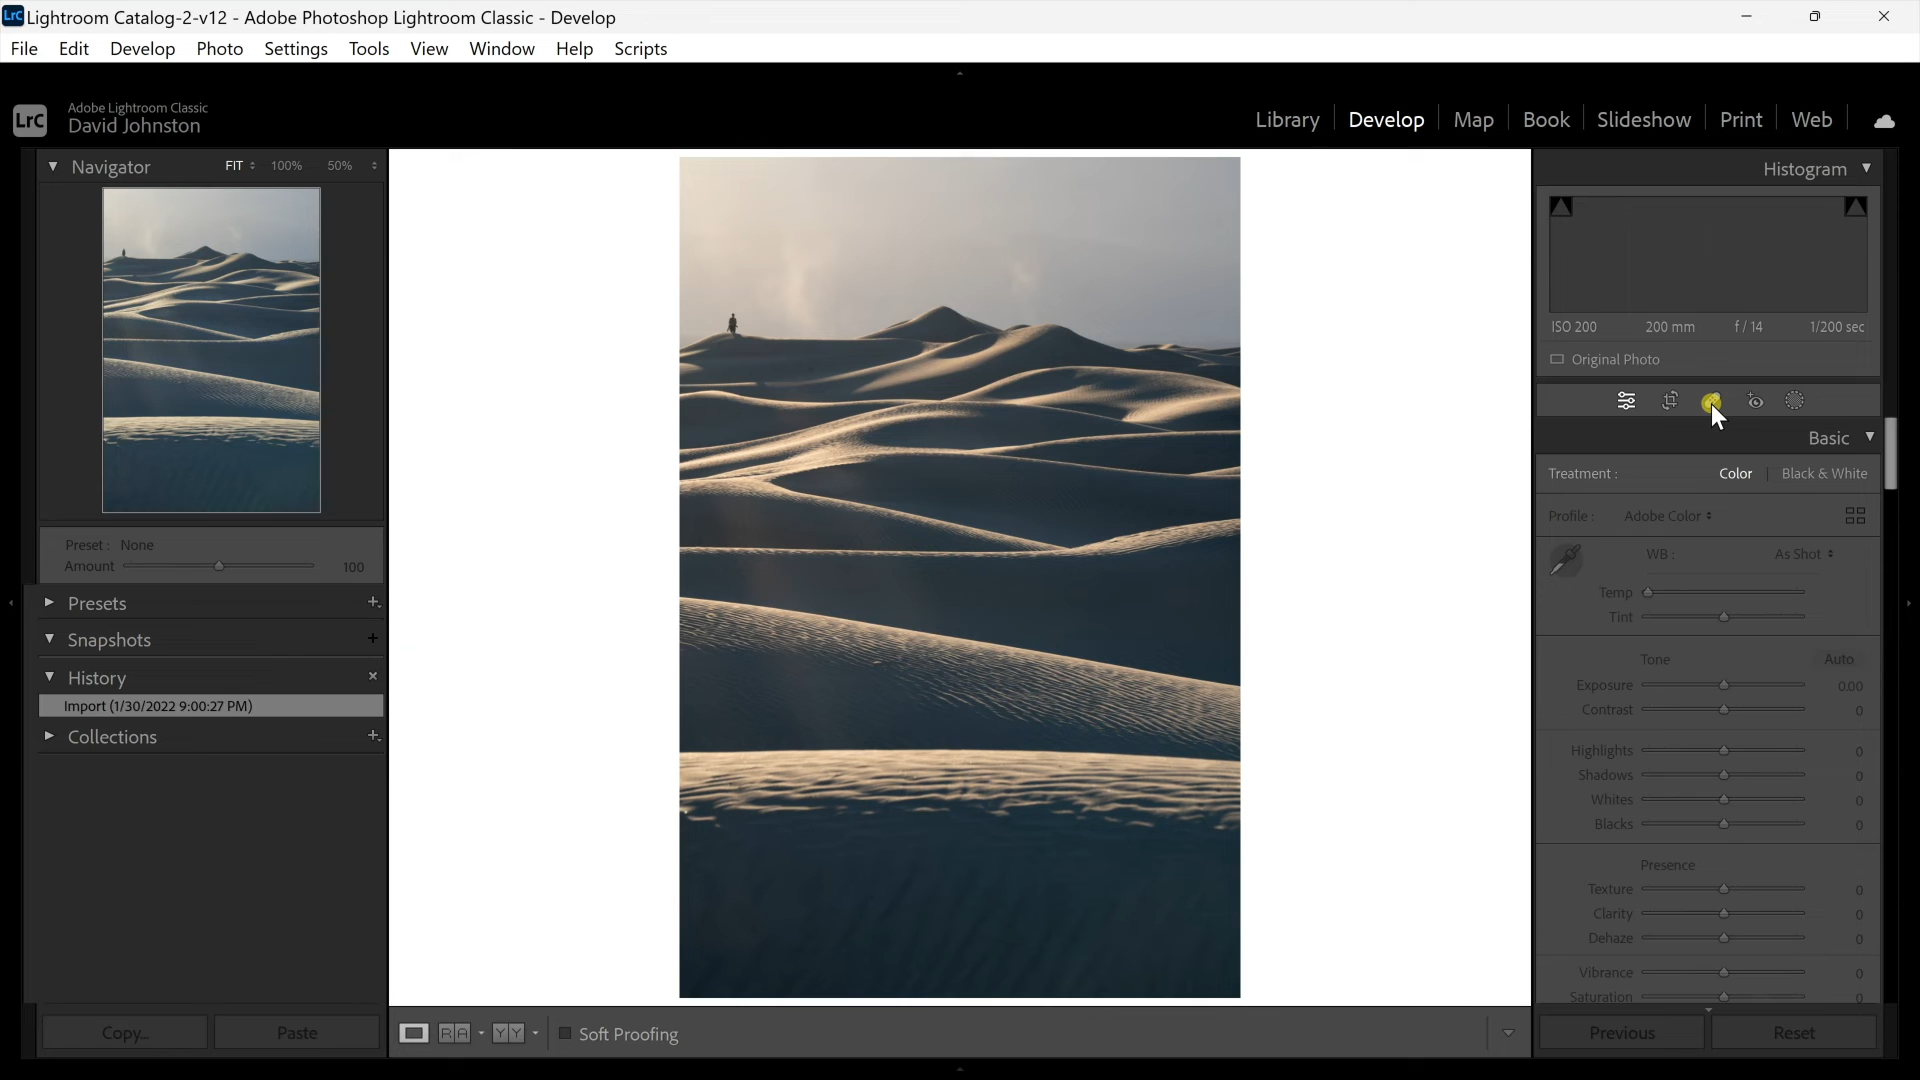 Lightroom Catalog-2-v12 - Adobe Photoshop Lightroom Classic - Develop
File Edit Develop Photo Settings Tools View Window Help Scripts
LrC Adobe Lightroom Classic
David Johnston
Library Develop Map Book Slideshow Print Web
Navigator FIT 100% 50%
Preset : None
Amount 100
Presets
Snapshots
History
Import (1/30/2022 9:00:27 PM)
Collections
Copy... Paste
R A Y Y Soft Proofing
Histogram
ISO 200 200 mm f / 14 1/200 sec
Original Photo
Basic
Treatment : Color Black & White
Profile : Adobe Color
WB : As Shot
Temp
Tint
Tone Auto
Exposure 0.00
Contrast 0
Highlights 0
Shadows 0
Whites 0
Blacks 0
Presence
Texture 0
Clarity 0
Dehaze 0
Vibrance 0
Saturation 0
Previous Reset